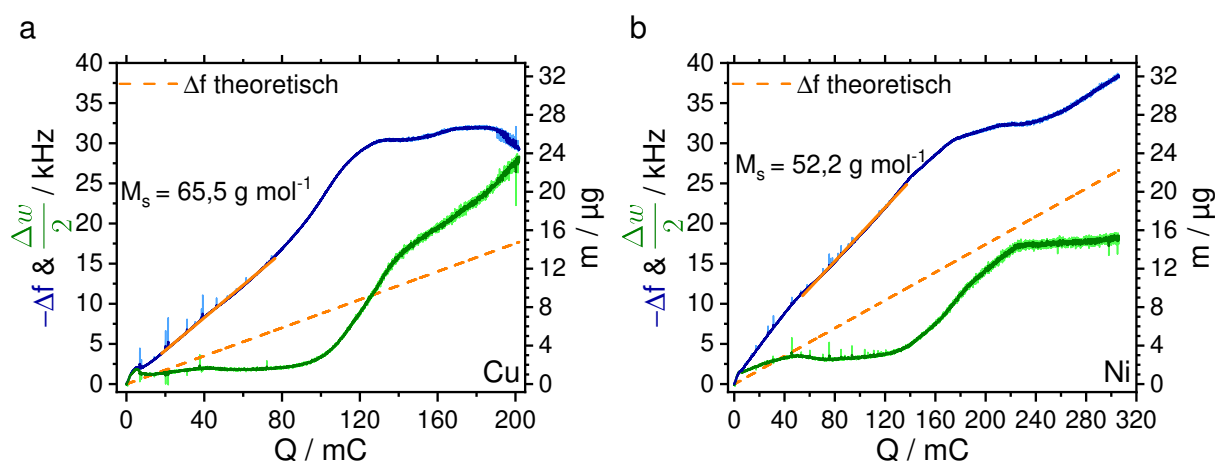 a
40
35
30
25
20
15
10
5
0
−Δf & Δw/2 / kHz
Δf theoretisch
M_s = 65,5 g mol⁻¹
Cu
32
28
24
20
16
12
8
4
0
m / µg
0 40 80 120 160 200
Q / mC
b
40
35
30
25
20
15
10
5
0
−Δf & Δw/2 / kHz
Δf theoretisch
M_s = 52,2 g mol⁻¹
Ni
32
28
24
20
16
12
8
4
0
m / µg
0 40 80 120 160 200 240 280 320
Q / mC